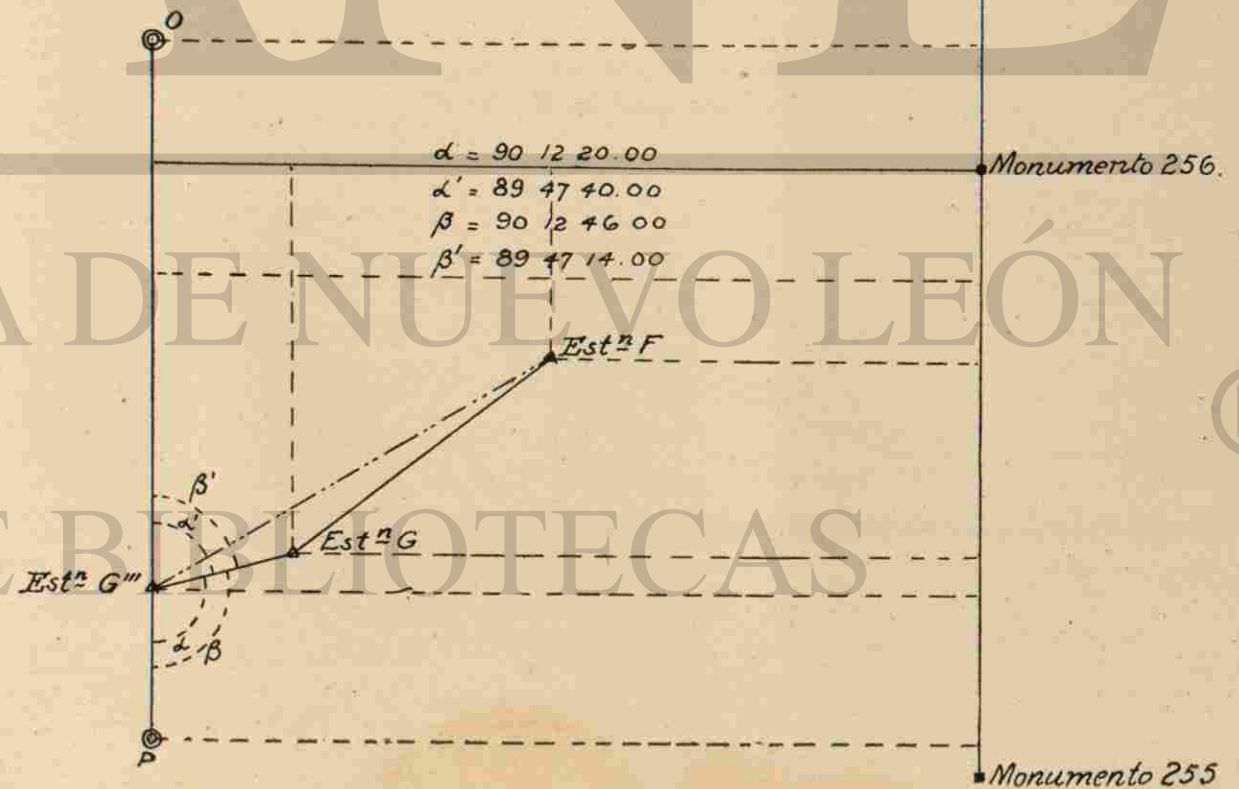 O
α = 90 12 20.00
Monumento 256.
α' = 89 47 40.00
β = 90 12 46 00
β' = 89 47 14.00
A DE NUEVO LEÓN
Estn F
β'
α'
Estn G
E BIBLIOTECAS
Estn G'''
α
β
P
Monumento 255